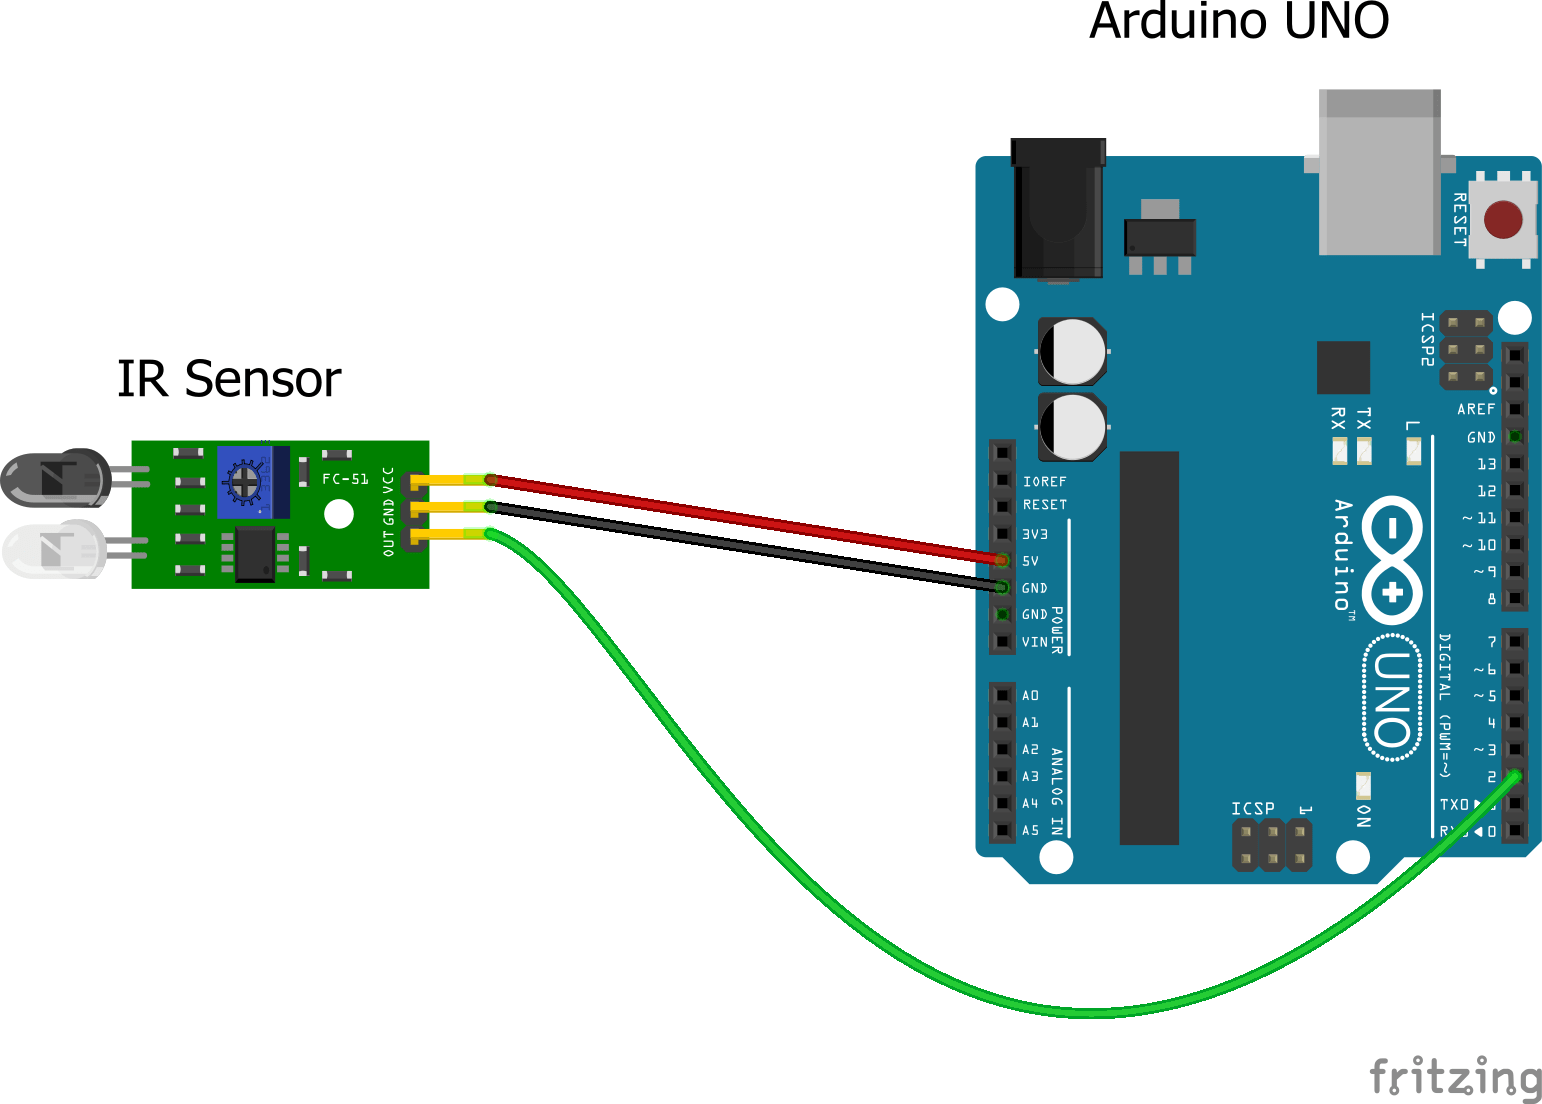 Arduino UNO
RESET
ICSP2
IR Sensor
FC-51
VCC
GND
OUT
IOREF
RESET
3V3
5V
GND
GND
VIN
POWER
A0
A1
A2
A3
A4
A5
ANALOG IN
RX
TX
L
Arduino™
UNO
AREF
GND
13
12
~11
~10
~9
8
7
~6
~5
4
~3
2
TX0
0
DIGITAL (PWM=~)
ICSP
1
ON
fritzing